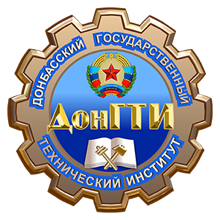 ДОНБАССКИЙ ГОСУДАРСТВЕННЫЙ
ДонГТИ
ТЕХНИЧЕСКИЙ ИНСТИТУТ